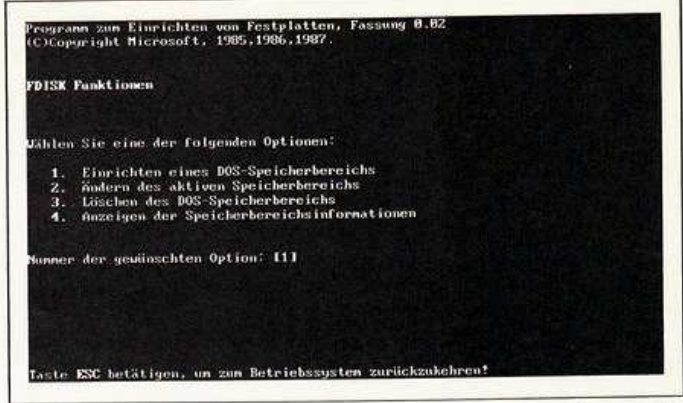 Programm zum Einrichten von Festplatten, Fassung 0.02
(C)Copyright Microsoft, 1985,1986,1987.
FDISK Funktionen
Wählen Sie eine der folgenden Optionen:
1. Einrichten eines DOS-Speicherbereichs
2. Ändern des aktiven Speicherbereichs
3. Löschen des DOS-Speicherbereichs
4. Anzeigen der Speicherbereichsinformationen
Nummer der gewünschten Option: [1]
Taste ESC betätigen, um zum Betriebssystem zurückzukehren!